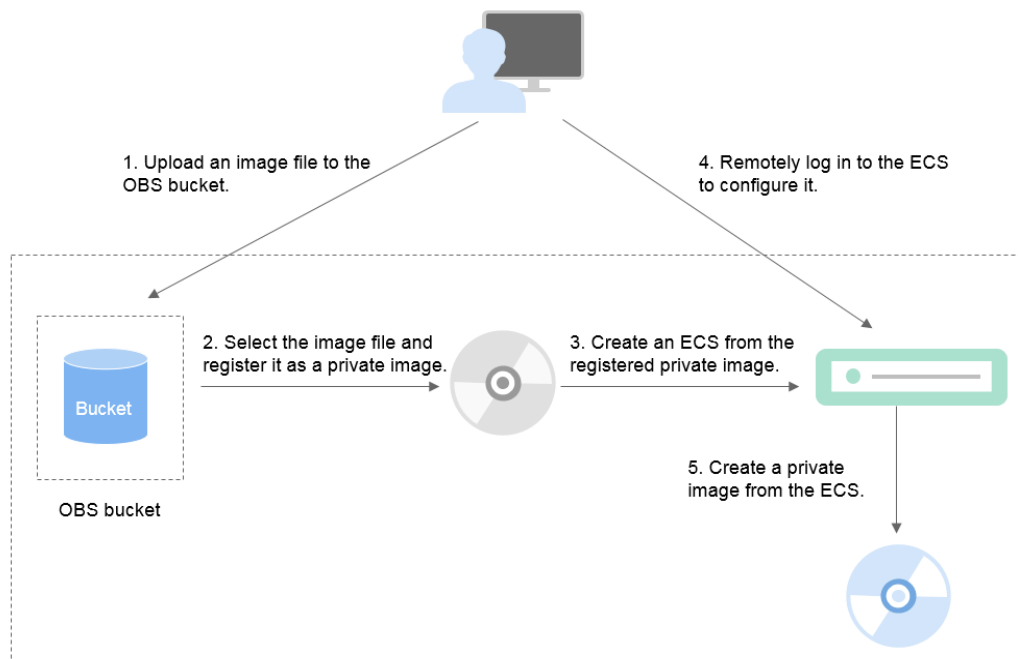 1. Upload an image file to the
OBS bucket.
4. Remotely log in to the ECS
to configure it.
2. Select the image file and
register it as a private image.
3. Create an ECS from the
registered private image.
Bucket
OBS bucket
5. Create a private
image from the ECS.